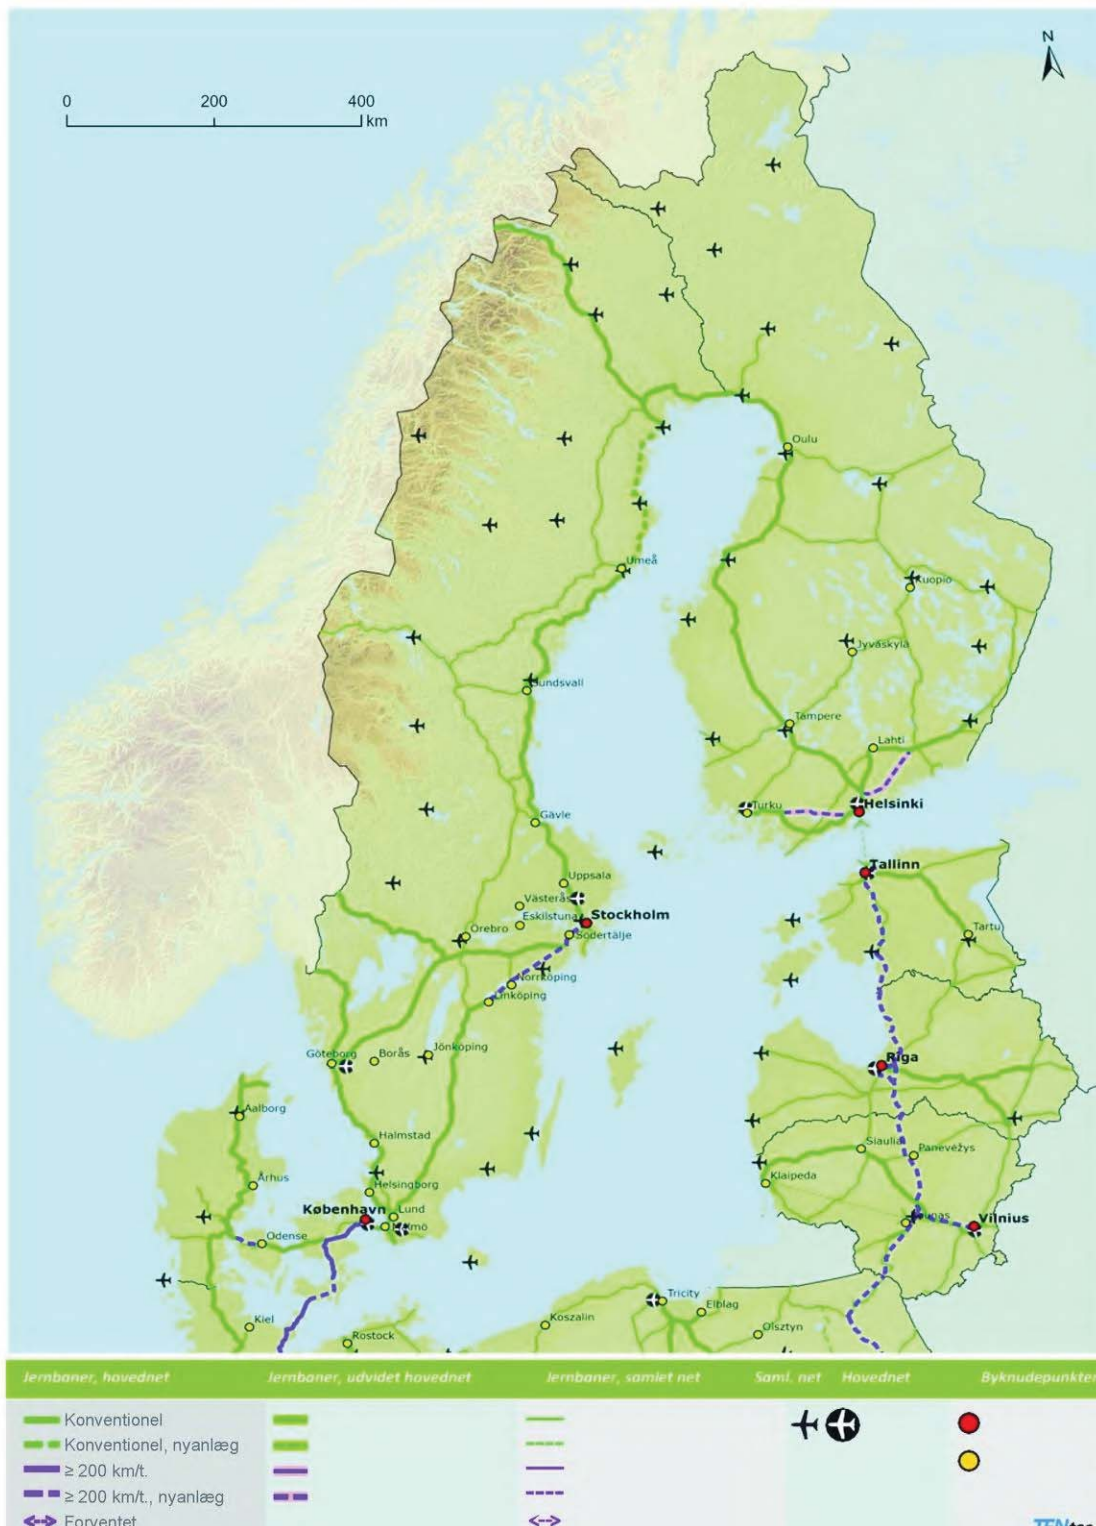 N
0 200 400
km
Oulu
Umeå
Kuopio
Jyväskylä
Sundsvall
Tampere
Lahti
Turku
Helsinki
Gävle
Tallinn
Uppsala
Västerås
Eskilstuna
Stockholm
Örebro
Södertälje
Tartu
Norrköping
Linköping
Göteborg
Borås
Jönköping
Riga
Aalborg
Halmstad
Siauliai
Panevėžys
Århus
Helsingborg
Klaipeda
København
Lund
Malmö
Kaunas
Vilnius
Odense
Tricity
Elblag
Kiel
Koszalin
Rostock
Olsztyn
Jernbaner, hovednet Jernbaner, udvidet hovednet Jernbaner, samlet net Saml. net Hovednet Byknudepunkter
Konventionel
Konventionel, nyanlæg
≥ 200 km/t.
≥ 200 km/t., nyanlæg
Forventet